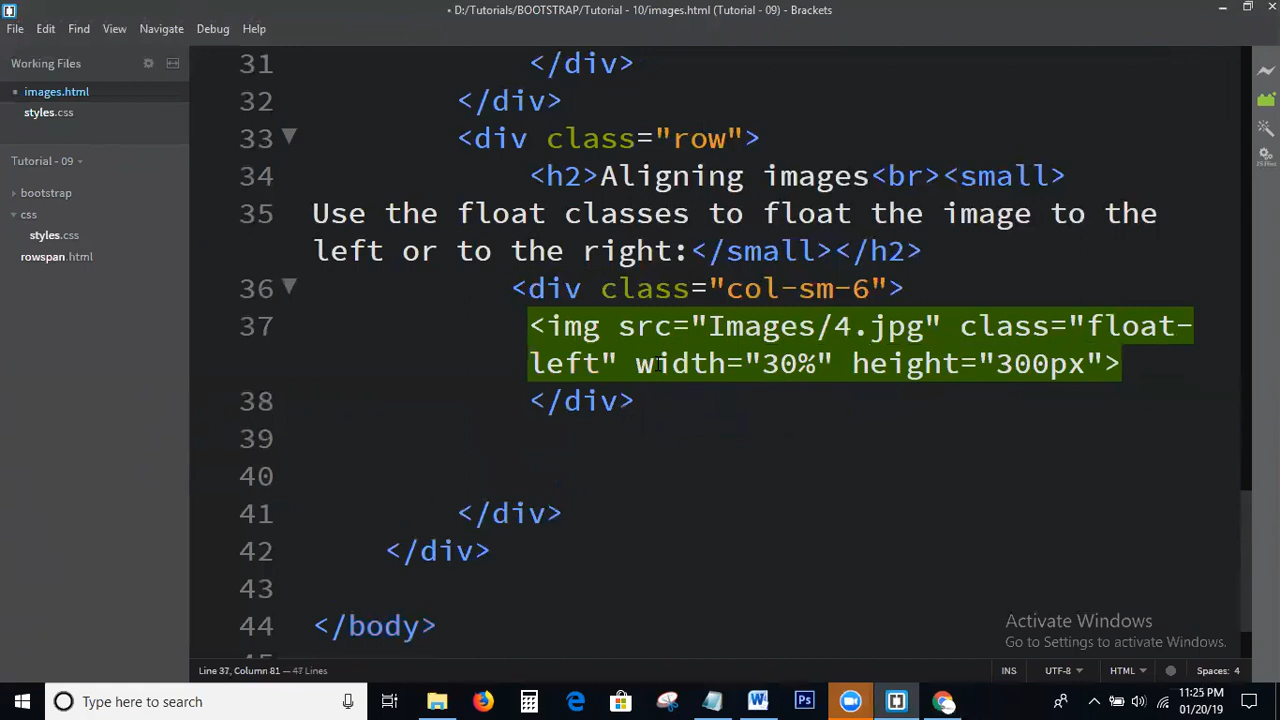 • D:/Tutorials/BOOTSTRAP/Tutorial - 10/images.html (Tutorial - 09) - Brackets
File Edit Find View Navigate Debug Help
Working Files
images.html
styles.css
Tutorial - 09
bootstrap
css
styles.css
rowspan.html
31 </div>
32 </div>
33 <div class="row">
34 <h2>Aligning images<br><small>
35 Use the float classes to float the image to the
left or to the right:</small></h2>
36 <div class="col-sm-6">
37 <img src="Images/4.jpg" class="float-
left" width="30%" height="300px">
38 </div>
39
40
41 </div>
42 </div>
43
44 </body>
Activate Windows
Go to Settings to activate Windows.
Line 37, Column 81 — 47 Lines
INS UTF-8 HTML Spaces: 4
Type here to search
11:25 PM
01/20/19